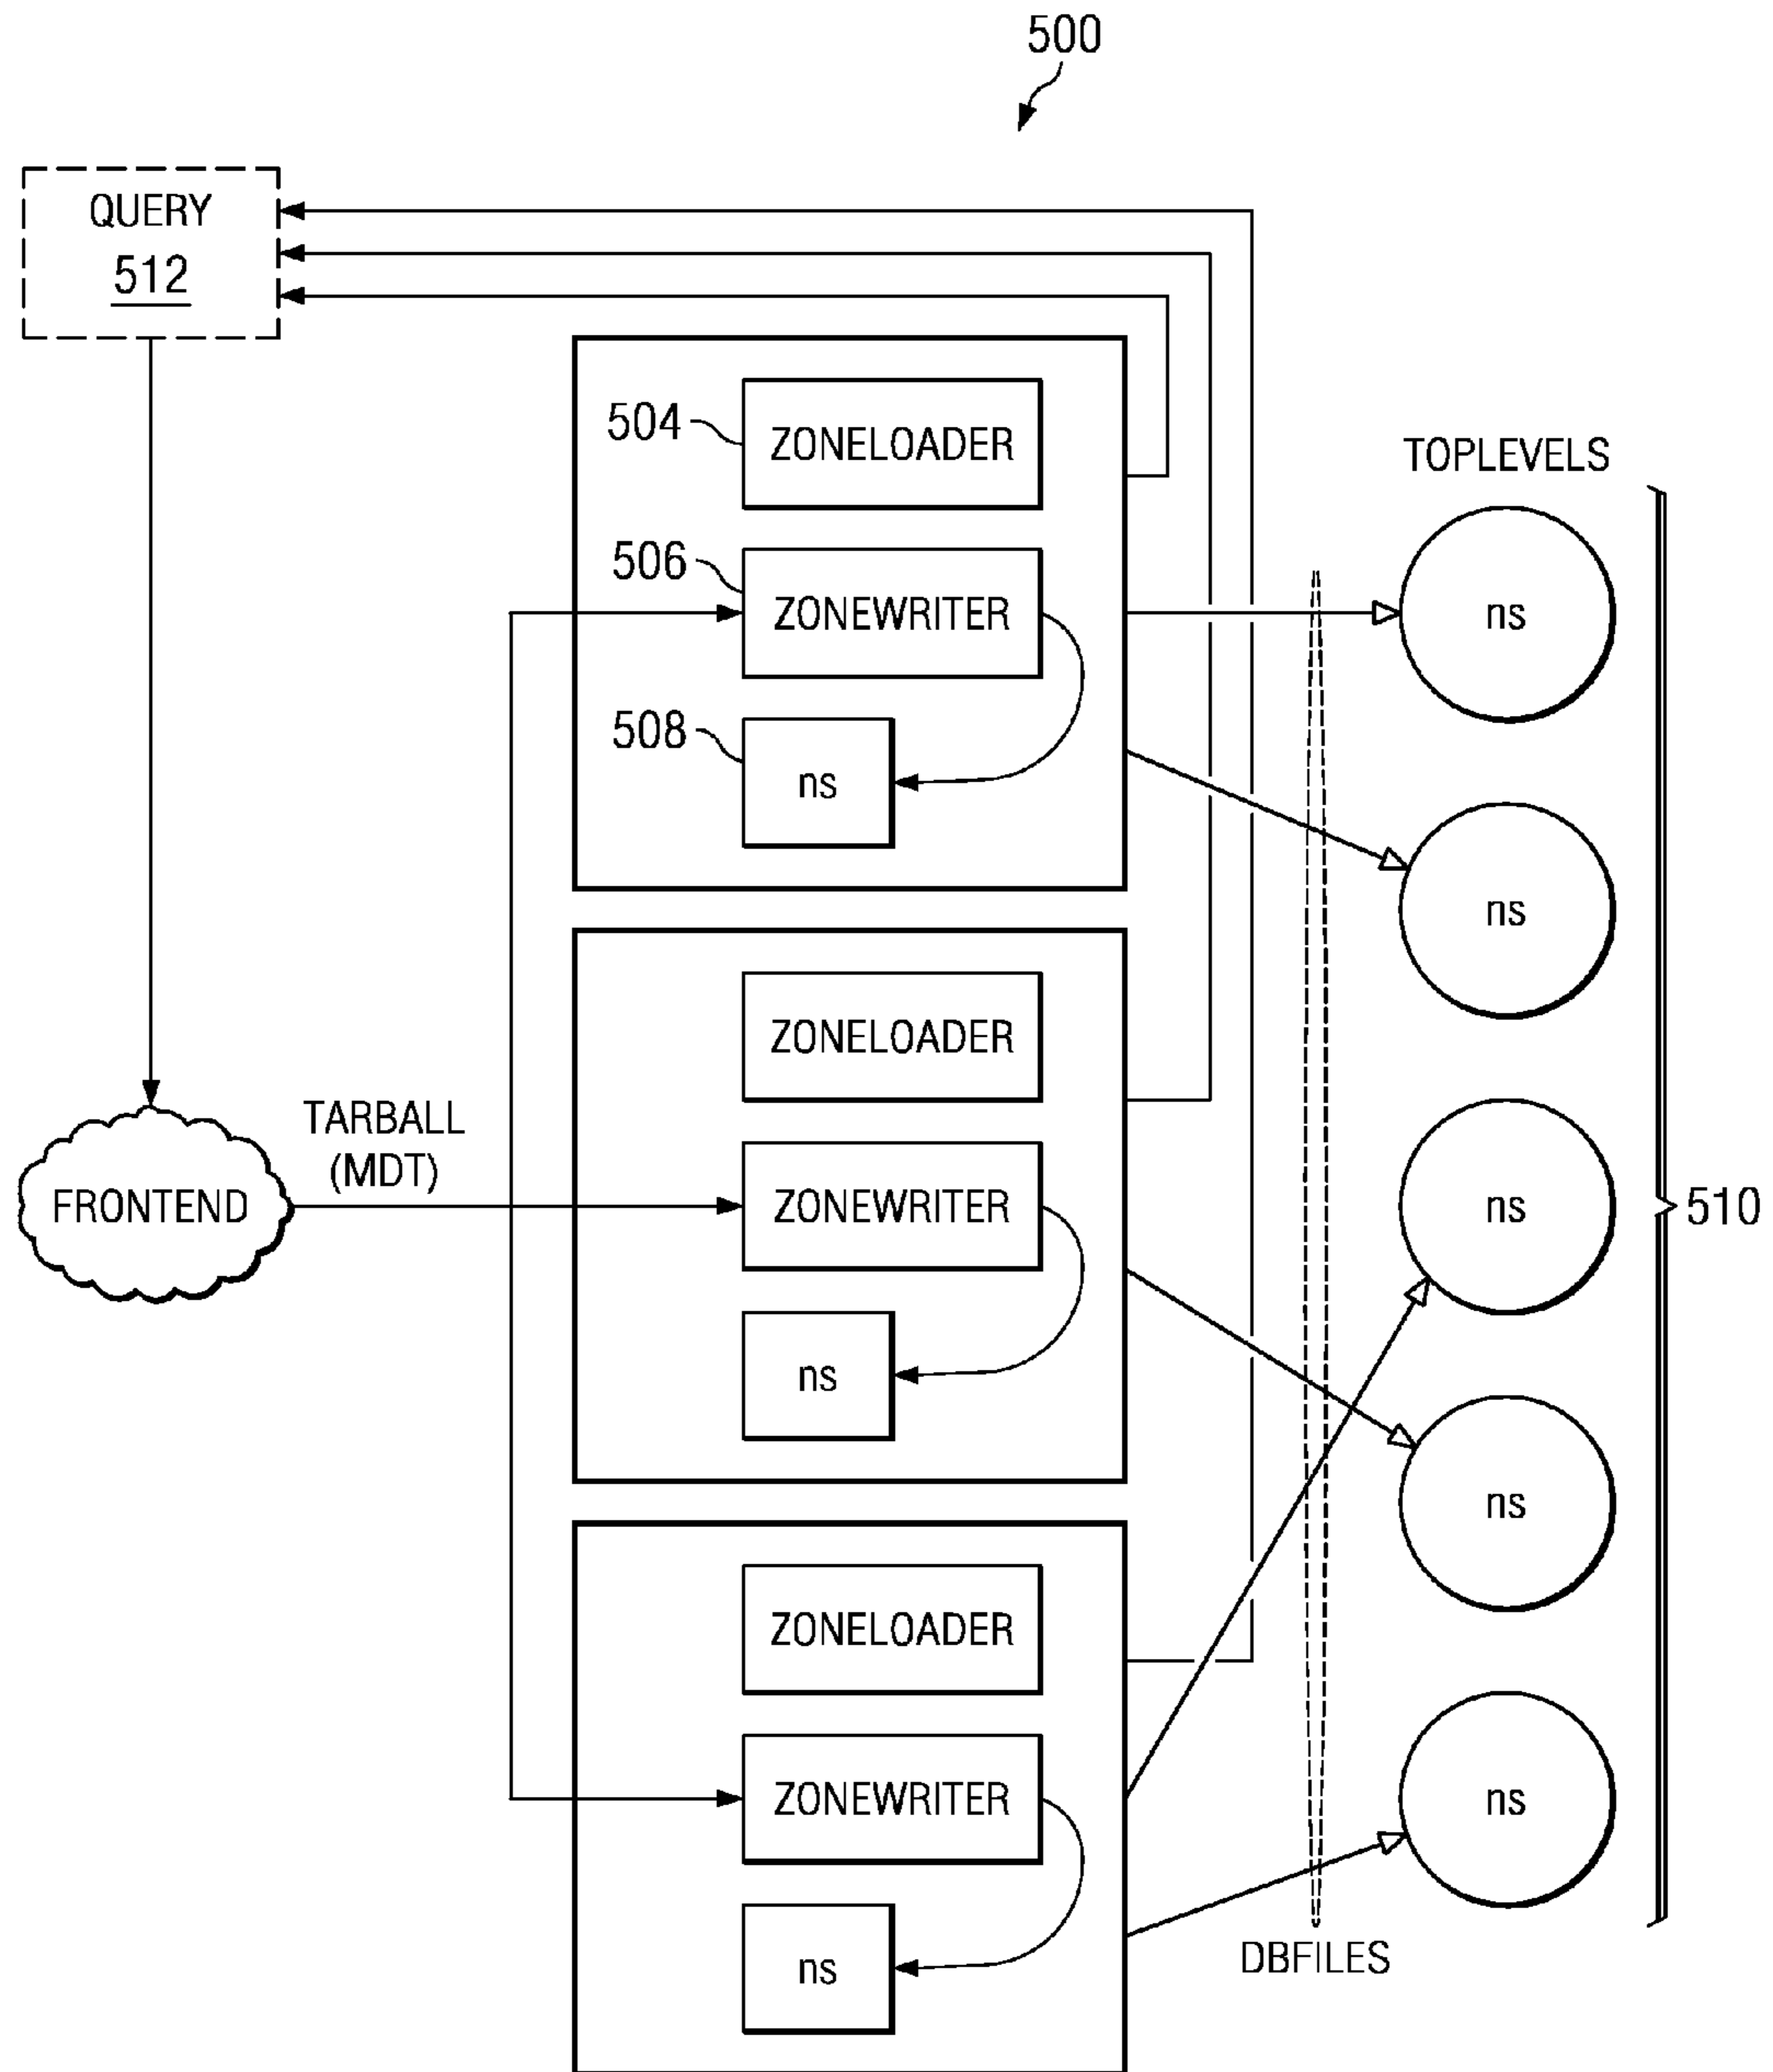 500
QUERY
512
504
ZONELOADER
TOPLEVELS
506
ZONEWRITER
ns
508
ns
ns
ZONELOADER
TARBALL
(MDT)
FRONTEND
ZONEWRITER
ns
510
ns
ns
ZONELOADER
ZONEWRITER
ns
DBFILES
ns